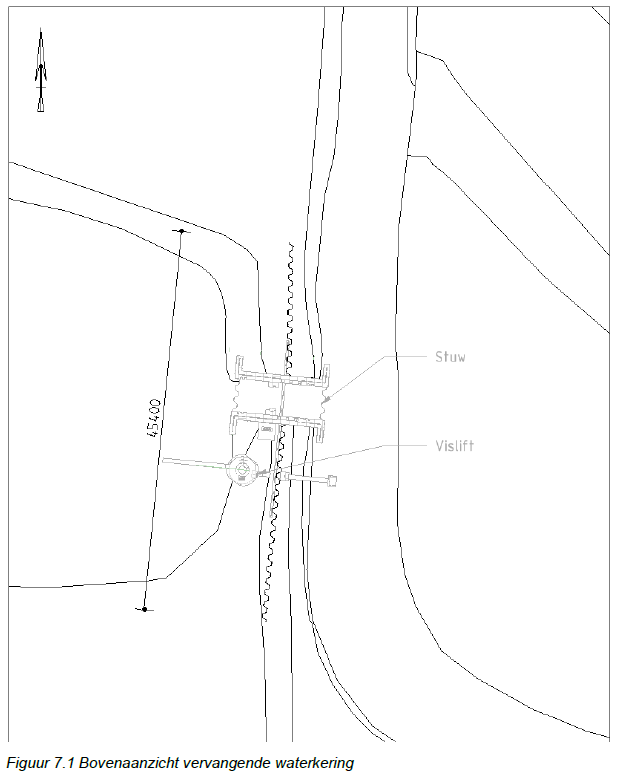 Stuw
45400
Vislift
Figuur 7.1 Bovenaanzicht vervangende waterkering